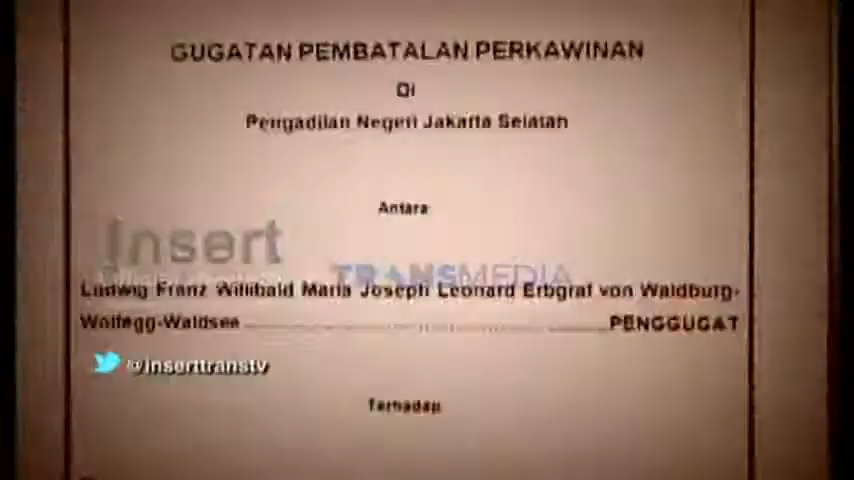 GUGATAN PEMBATALAN PERKAWINAN
Di
Pengadilan Negeri Jakarta Selatan
Antara
Insert
TRANSMEDIA
Ludwig Franz Willibald Maria Joseph Leonard Erbgraf von Waldburg-
Wolfegg-Waldsee PENGGUGAT
@inserttranstv
Terhadap